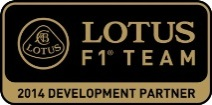 LOTUS
LOTUS
F1® TEAM
2014 DEVELOPMENT PARTNER